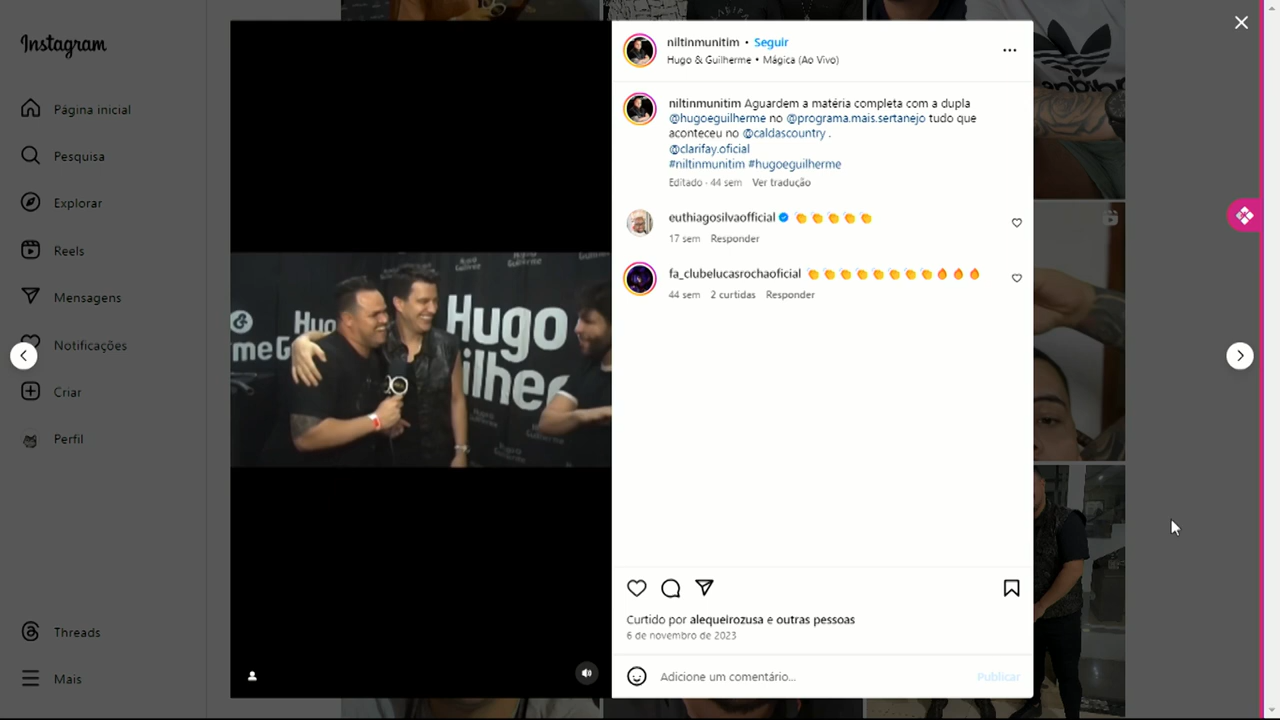 Instagram
Página inicial
Pesquisa
Explorar
Reels
Mensagens
Notificações
Criar
Perfil
Threads
Mais
Hugo
Hugo
ilhe
meG
niltinmunitim • Seguir
Hugo & Guilherme • Mágica (Ao Vivo)
niltinmunitim Aguardem a matéria completa com a dupla
@hugoeguilherme no @programa.mais.sertanejo tudo que
aconteceu no @caldascountry .
@clarifay.oficial
#niltinmunitim #hugoeguilherme
Editado · 44 sem Ver tradução
euthiagosilvaofficial 👏👏👏👏👏
17 sem Responder
fa_clubelucasrochaoficial 👏👏👏👏👏👏👏👏🔥🔥🔥
44 sem 2 curtidas Responder
Curtido por alequeirozusa e outras pessoas
6 de novembro de 2023
Adicione um comentário...
Publicar